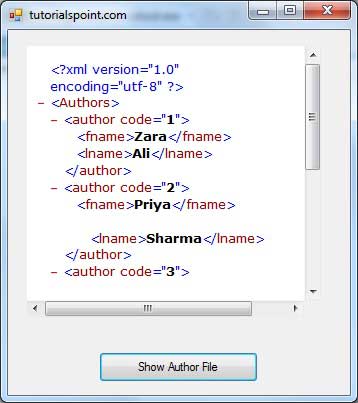 tutorialspoint.com
<?xml version="1.0"
encoding="utf-8" ?>
– <Authors>
– <author code="1">
<fname>Zara</fname>
<lname>Ali</lname>
</author>
– <author code="2">
<fname>Priya</fname>
<lname>Sharma</lname>
</author>
– <author code="3">
Show Author File